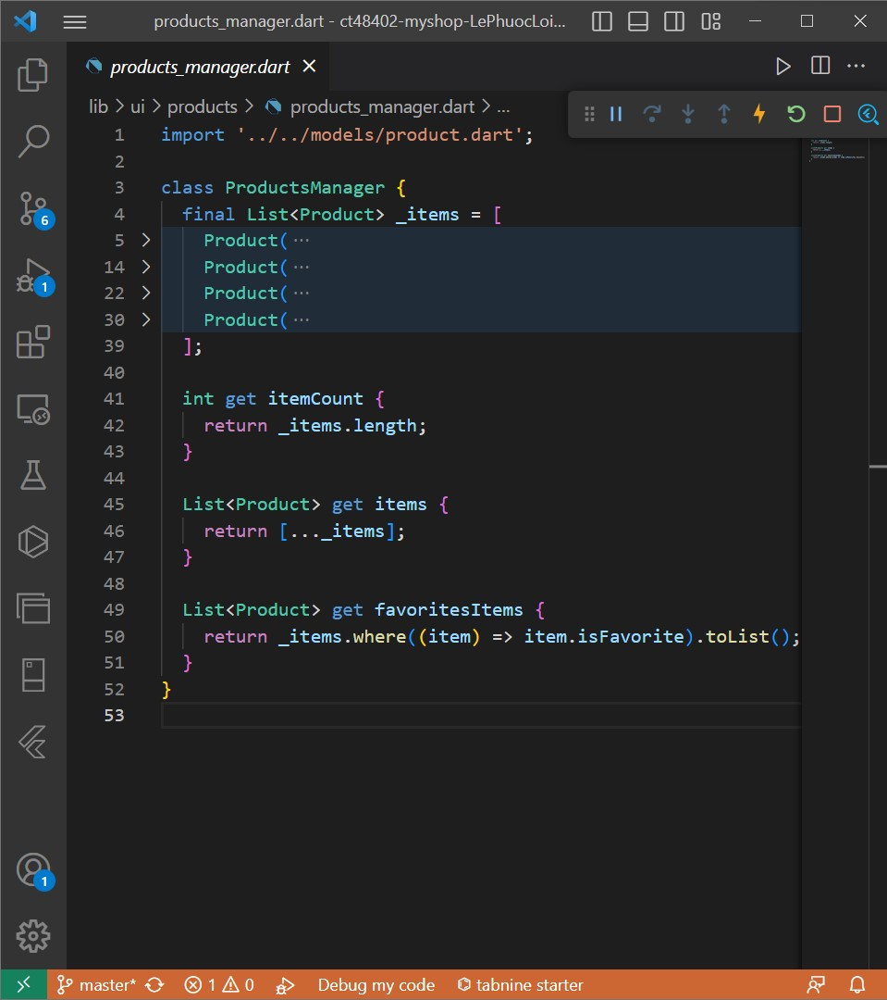 products_manager.dart - ct48402-myshop-LePhuocLoi...
products_manager.dart
lib > ui > products > products_manager.dart > ...
1 import '../../models/product.dart';
2
3 class ProductsManager {
4 final List<Product> _items = [
5 Product( ...
14 Product( ...
22 Product( ...
30 Product( ...
39 ];
40
41 int get itemCount {
42 return _items.length;
43 }
44
45 List<Product> get items {
46 return [..._items];
47 }
48
49 List<Product> get favoritesItems {
50 return _items.where((item) => item.isFavorite).toList();
51 }
52 }
53
6
1
1
master* 1 0 Debug my code tabnine starter